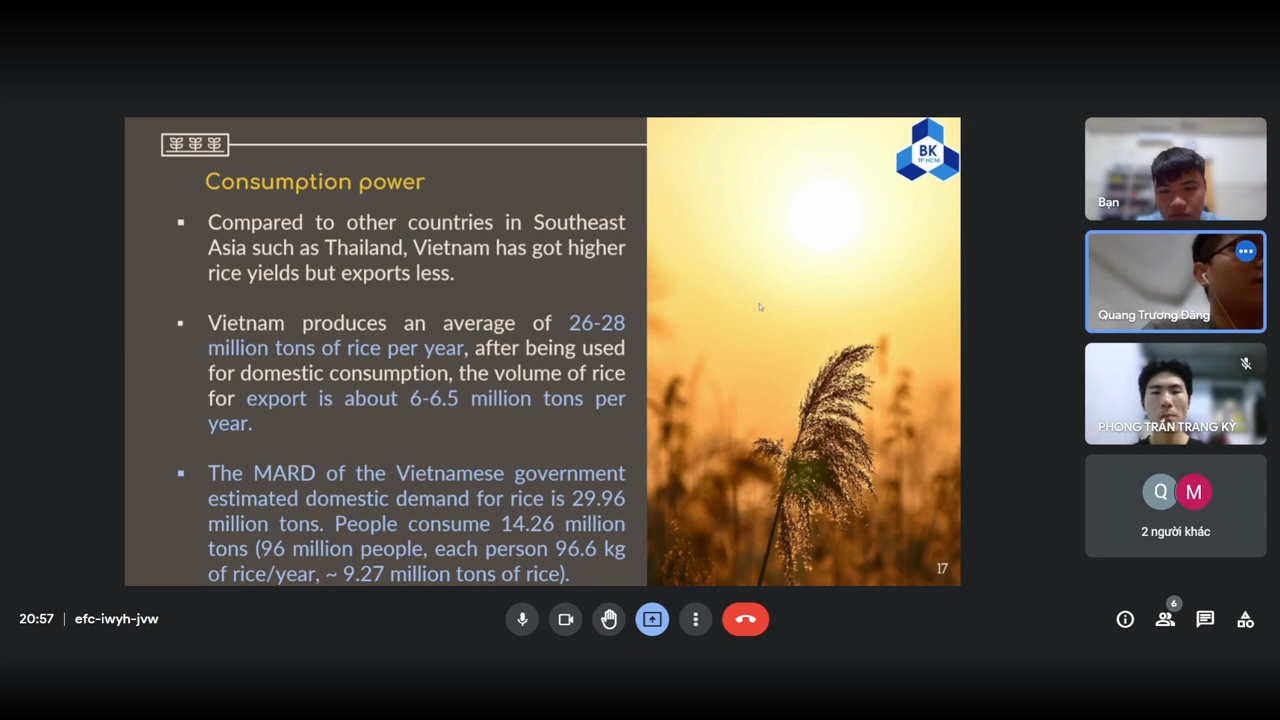 BK
TP.HCM
Consumption power
▪ Compared to other countries in Southeast
Asia such as Thailand, Vietnam has got higher
rice yields but exports less.
▪ Vietnam produces an average of 26-28
million tons of rice per year, after being used
for domestic consumption, the volume of rice
for export is about 6-6.5 million tons per
year.
▪ The MARD of the Vietnamese government
estimated domestic demand for rice is 29.96
million tons. People consume 14.26 million
tons (96 million people, each person 96.6 kg
of rice/year, ~ 9.27 million tons of rice).
17
Bạn
Quang Trương Đăng
PHONG TRẦN TRANG KỲ
Q M
2 người khác
20:57 | efc-iwyh-jvw
6